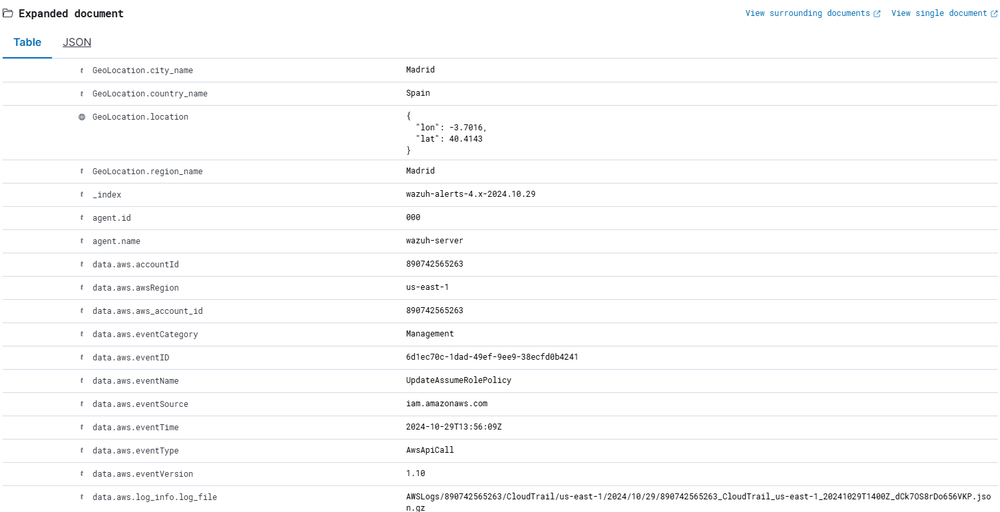 Expanded document
View surrounding documents
View single document
Table
JSON
t GeoLocation.city_name Madrid
t GeoLocation.country_name Spain
GeoLocation.location {
"lon": -3.7016,
"lat": 40.4143
}
t GeoLocation.region_name Madrid
t _index wazuh-alerts-4.x-2024.10.29
t agent.id 000
t agent.name wazuh-server
t data.aws.accountId 890742565263
t data.aws.awsRegion us-east-1
t data.aws.aws_account_id 890742565263
t data.aws.eventCategory Management
t data.aws.eventID 6d1ec70c-1dad-49ef-9ee9-38ecfd0b4241
t data.aws.eventName UpdateAssumeRolePolicy
t data.aws.eventSource iam.amazonaws.com
t data.aws.eventTime 2024-10-29T13:56:09Z
t data.aws.eventType AwsApiCall
t data.aws.eventVersion 1.10
t data.aws.log_info.log_file AWSLogs/890742565263/CloudTrail/us-east-1/2024/10/29/890742565263_CloudTrail_us-east-1_20241029T1400Z_dCk7OS8rDo656VKP.jso
n.gz